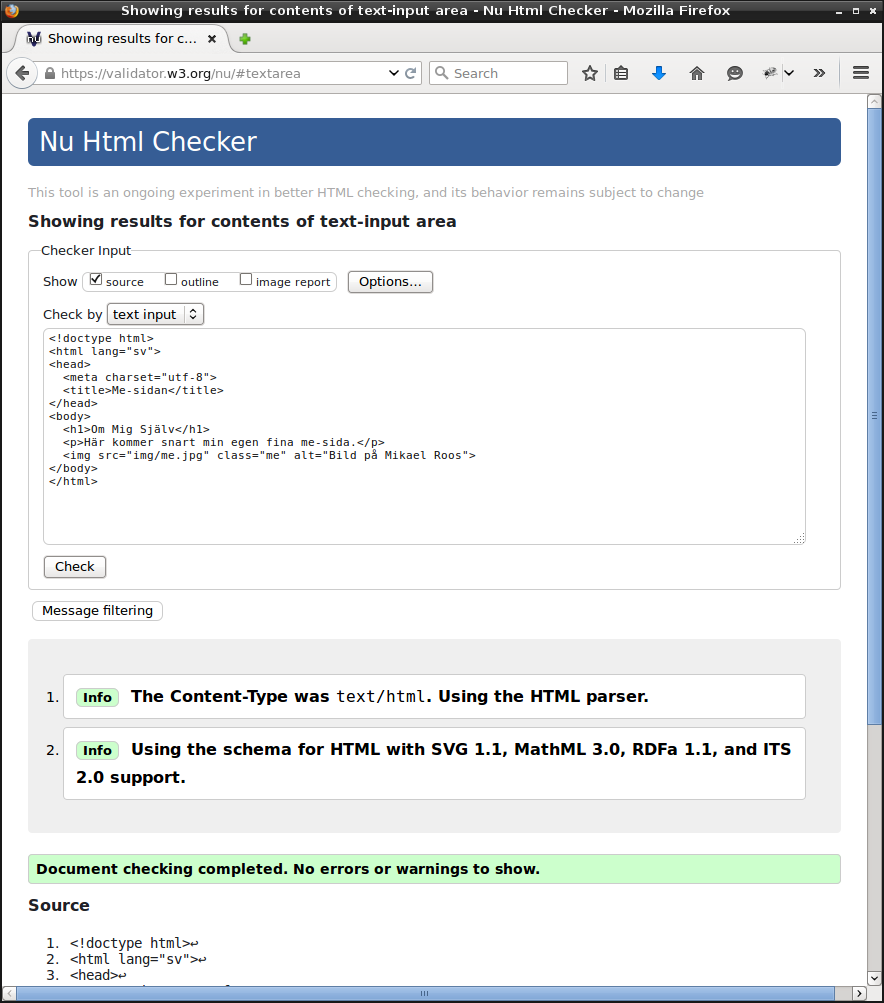 Showing results for contents of text-input area - Nu Html Checker - Mozilla Firefox
Showing results for c...
https://validator.w3.org/nu/#textarea
Search
Nu Html Checker
This tool is an ongoing experiment in better HTML checking, and its behavior remains subject to change
Showing results for contents of text-input area
Checker Input
Show source outline image report Options...
Check by text input
<!doctype html>
<html lang="sv">
<head>
  <meta charset="utf-8">
  <title>Me-sidan</title>
</head>
<body>
  <h1>Om Mig Själv</h1>
  <p>Här kommer snart min egen fina me-sida.</p>
  <img src="img/me.jpg" class="me" alt="Bild på Mikael Roos">
</body>
</html>
Check
Message filtering
1. Info The Content-Type was text/html. Using the HTML parser.
2. Info Using the schema for HTML with SVG 1.1, MathML 3.0, RDFa 1.1, and ITS
2.0 support.
Document checking completed. No errors or warnings to show.
Source
1. <!doctype html>↩
2. <html lang="sv">↩
3. <head>↩